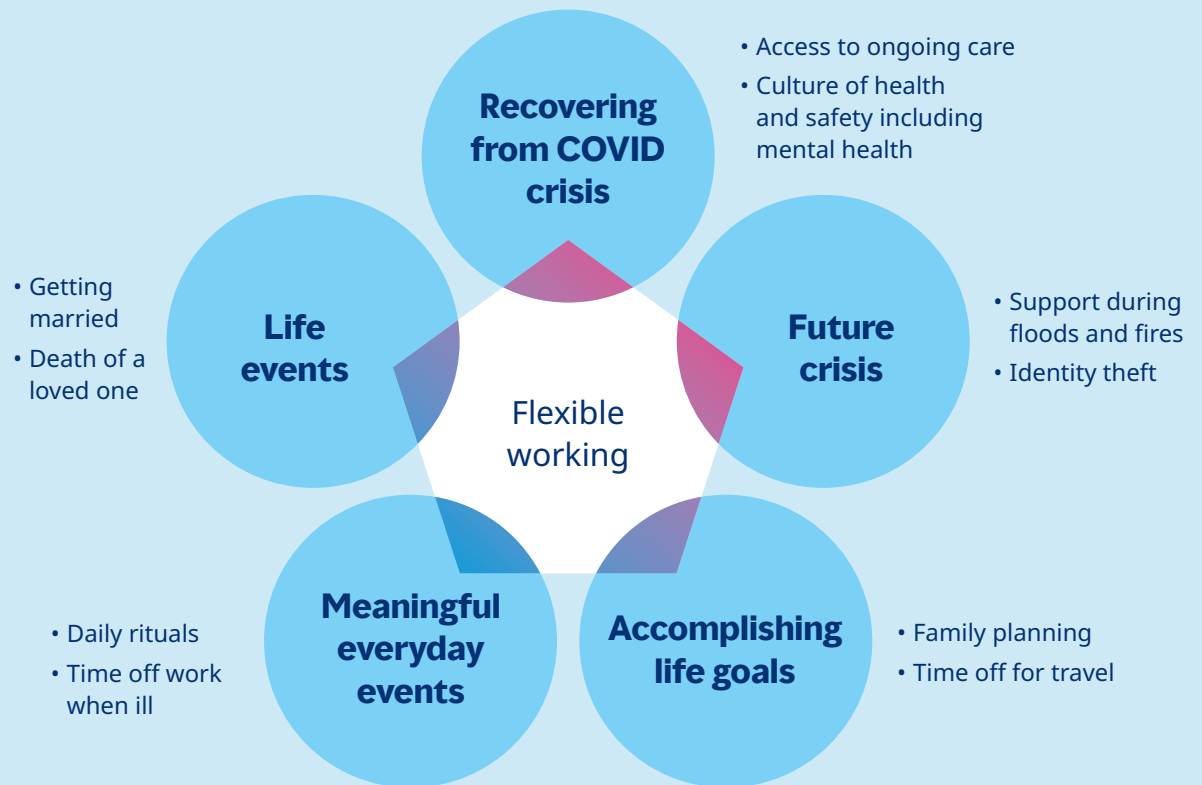 Recovering
from COVID
crisis
• Access to ongoing care
• Culture of health
and safety including
mental health
Future
crisis
• Support during
floods and fires
• Identity theft
Accomplishing
life goals
• Family planning
• Time off for travel
Meaningful
everyday
events
• Daily rituals
• Time off work
when ill
Life
events
• Getting
married
• Death of a
loved one
Flexible
working